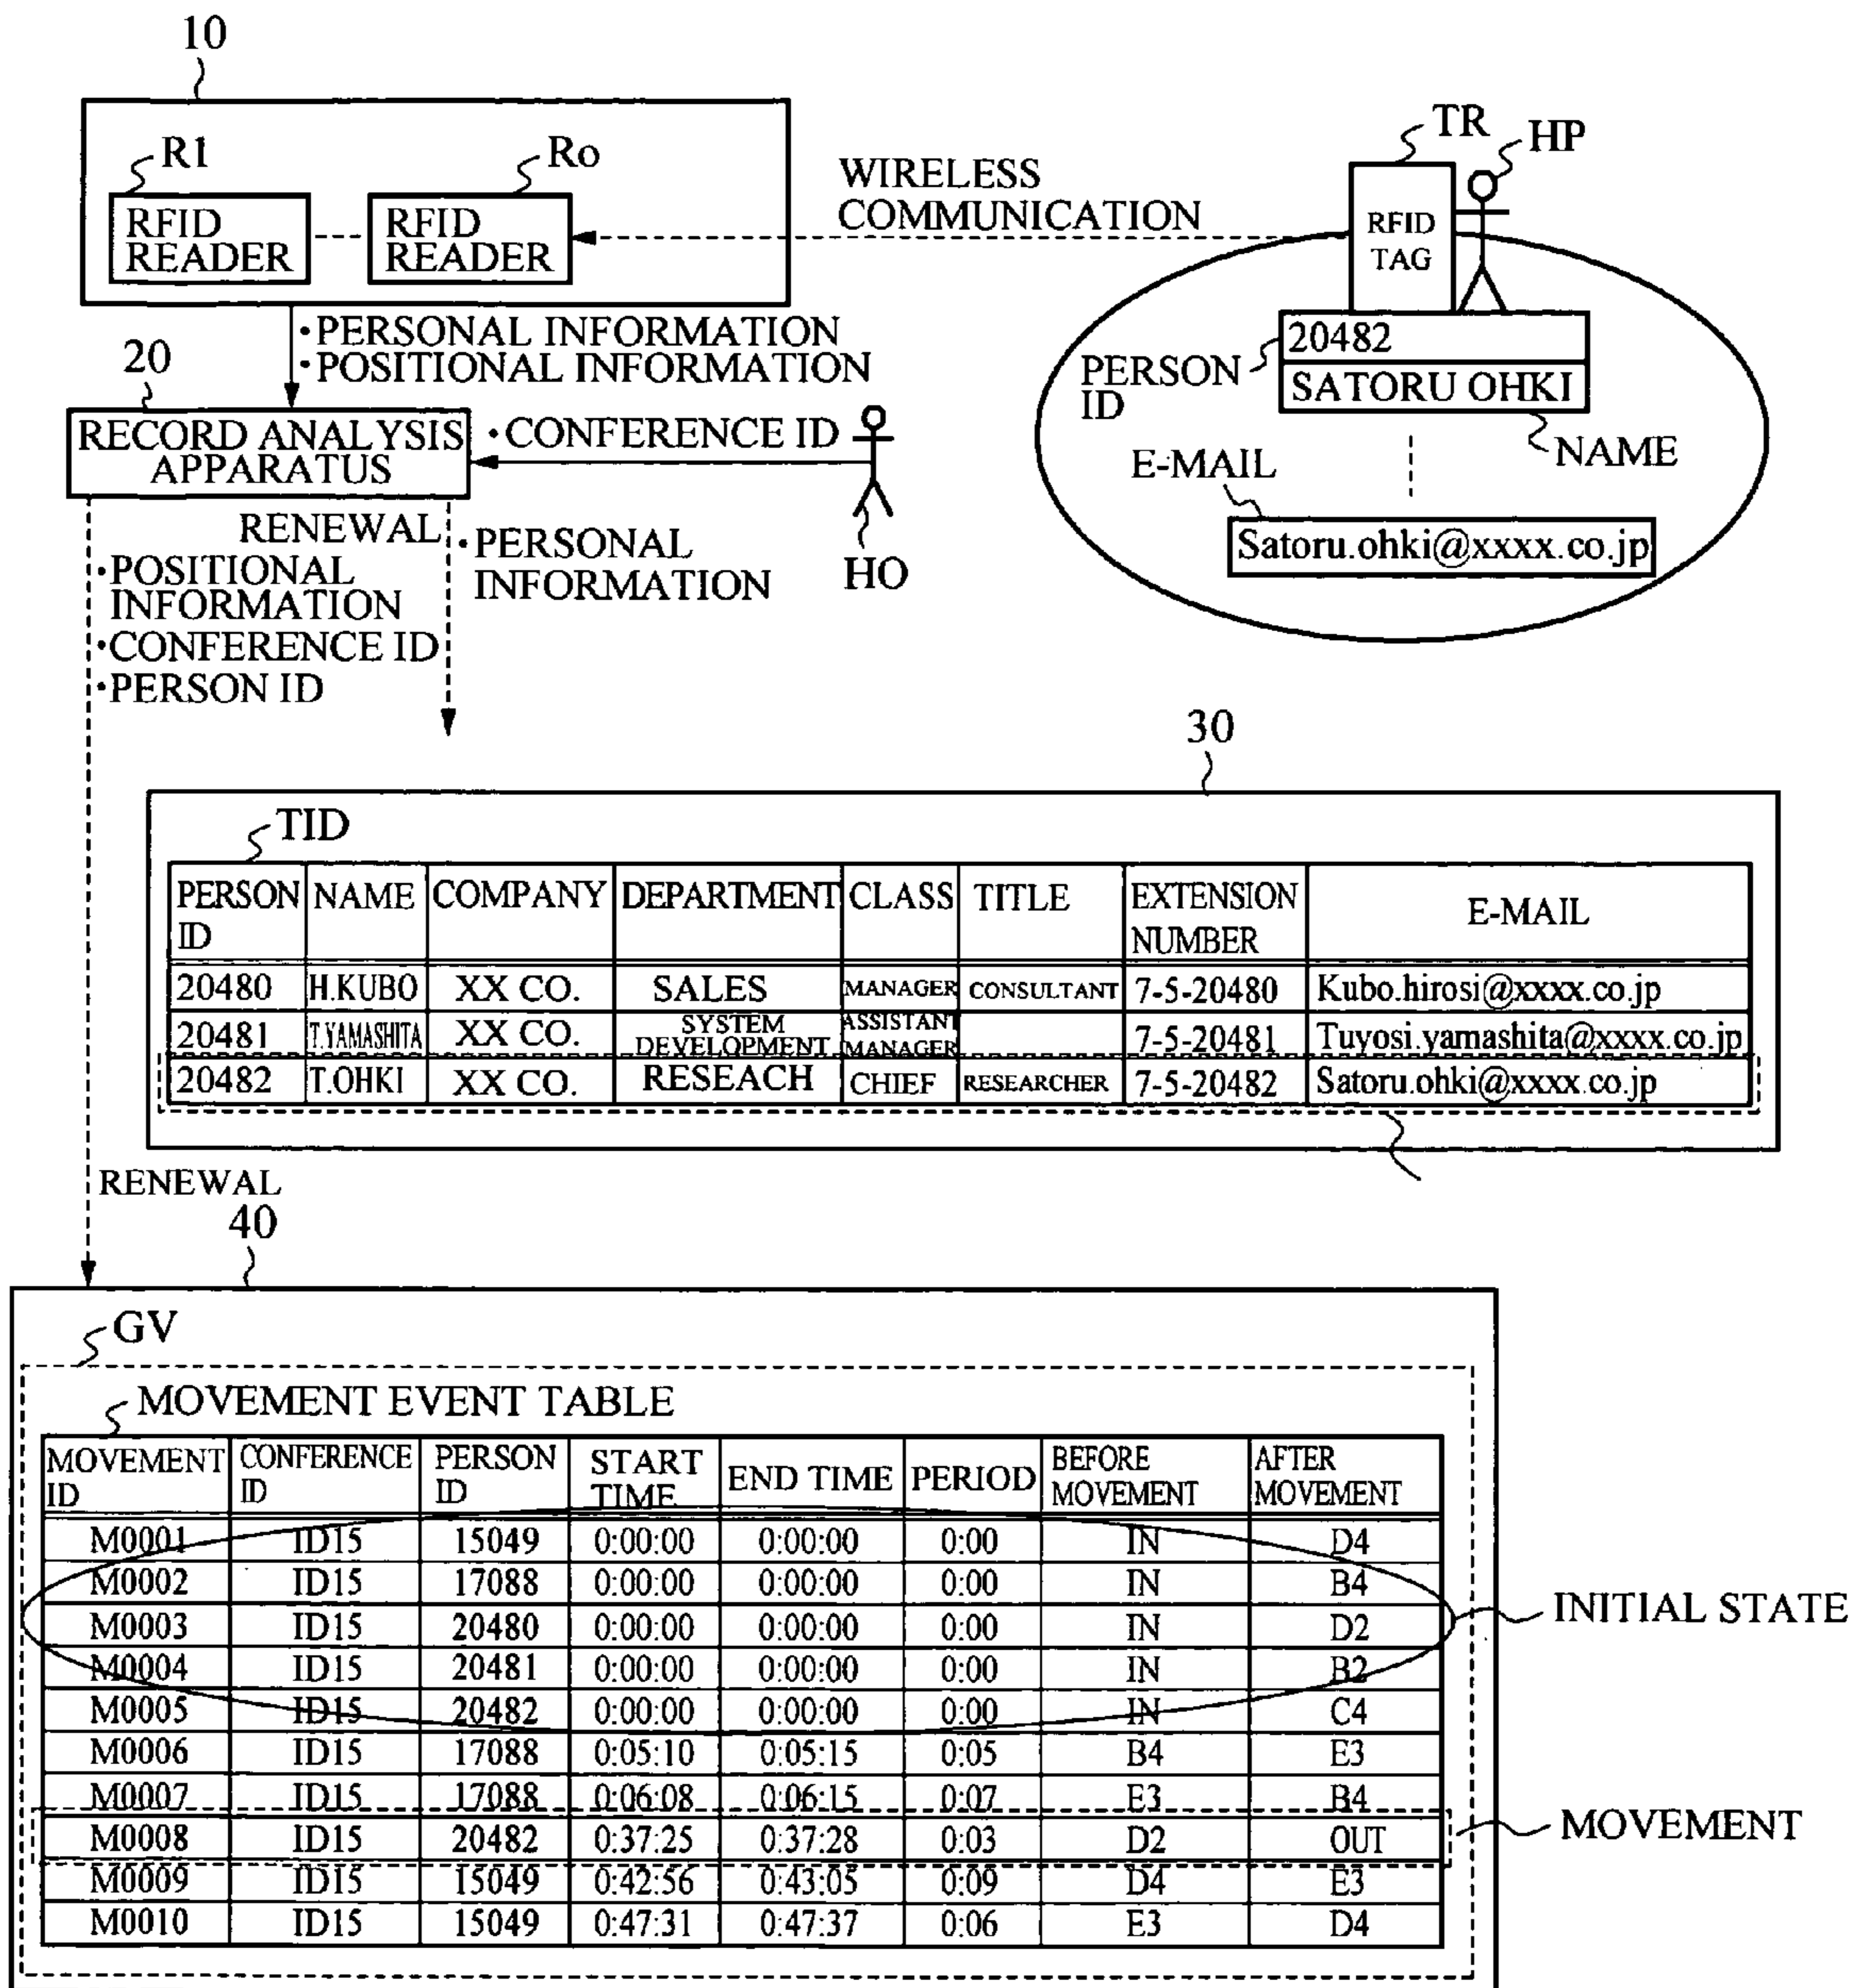 10
R1
Ro
RFID
READER
RFID
READER
WIRELESS
COMMUNICATION
TR
HP
RFID
TAG
20482
SATORU OHKI
PERSON
ID
NAME
E-MAIL
Satoru.ohki@xxxx.co.jp
·PERSONAL INFORMATION
·POSITIONAL INFORMATION
20
RECORD ANALYSIS
APPARATUS
·CONFERENCE ID
HO
RENEWAL
·PERSONAL
INFORMATION
·POSITIONAL
INFORMATION
·CONFERENCE ID
·PERSON ID
30
TID
PERSON ID NAME COMPANY DEPARTMENT CLASS TITLE EXTENSION NUMBER E-MAIL
20480 H.KUBO XX CO. SALES MANAGER CONSULTANT 7-5-20480 Kubo.hirosi@xxxx.co.jp
20481 T.YAMASHITA XX CO. SYSTEM DEVELOPMENT ASSISTANT MANAGER 7-5-20481 Tuyosi.yamashita@xxxx.co.jp
20482 T.OHKI XX CO. RESEACH CHIEF RESEARCHER 7-5-20482 Satoru.ohki@xxxx.co.jp
RENEWAL
40
GV
MOVEMENT EVENT TABLE
MOVEMENT ID CONFERENCE ID PERSON ID START TIME END TIME PERIOD BEFORE MOVEMENT AFTER MOVEMENT
M0001 ID15 15049 0:00:00 0:00:00 0:00 IN D4
M0002 ID15 17088 0:00:00 0:00:00 0:00 IN B4
M0003 ID15 20480 0:00:00 0:00:00 0:00 IN D2
M0004 ID15 20481 0:00:00 0:00:00 0:00 IN B2
M0005 ID15 20482 0:00:00 0:00:00 0:00 IN C4
M0006 ID15 17088 0:05:10 0:05:15 0:05 B4 E3
M0007 ID15 17088 0:06:08 0:06:15 0:07 E3 B4
M0008 ID15 20482 0:37:25 0:37:28 0:03 D2 OUT
M0009 ID15 15049 0:42:56 0:43:05 0:09 D4 E3
M0010 ID15 15049 0:47:31 0:47:37 0:06 E3 D4
INITIAL STATE
MOVEMENT